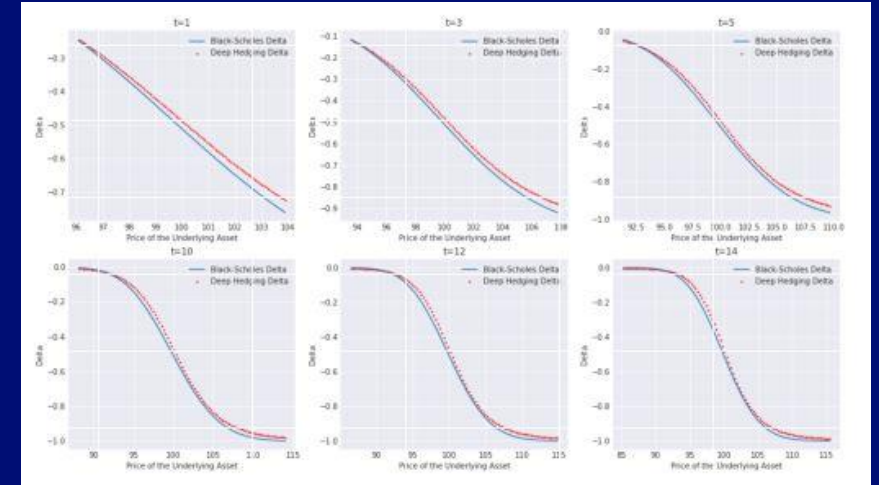 t=1
Black-Scholes Delta
Deep Hedging Delta
Delta
-0.3
-0.4
-0.5
-0.6
-0.7
96 97 98 99 100 101 102 103 104
Price of the Underlying Asset
t=3
Black-Scholes Delta
Deep Hedging Delta
Delta
-0.1
-0.2
-0.3
-0.4
-0.5
-0.6
-0.7
-0.8
-0.9
94 96 98 100 102 104 106 108
Price of the Underlying Asset
t=5
Black-Scholes Delta
Deep Hedging Delta
Delta
0.0
-0.2
-0.4
-0.6
-0.8
-1.0
92.5 95.0 97.5 100.0 102.5 105.0 107.5 110.0
Price of the Underlying Asset
t=10
Black-Scholes Delta
Deep Hedging Delta
Delta
0.0
-0.2
-0.4
-0.6
-0.8
-1.0
90 95 100 105 110 115
Price of the Underlying Asset
t=12
Black-Scholes Delta
Deep Hedging Delta
Delta
0.0
-0.2
-0.4
-0.6
-0.8
-1.0
90 95 100 105 110 115
Price of the Underlying Asset
t=14
Black-Scholes Delta
Deep Hedging Delta
Delta
0.0
-0.2
-0.4
-0.6
-0.8
-1.0
85 90 95 100 105 110 115
Price of the Underlying Asset